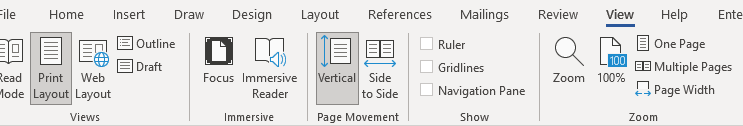 File Home Insert Draw Design Layout References Mailings Review View Help
Read Mode
Print Layout
Web Layout
Outline
Draft
Views
Focus
Immersive Reader
Immersive
Vertical
Side to Side
Page Movement
Ruler
Gridlines
Navigation Pane
Show
Zoom
100
100%
One Page
Multiple Pages
Page Width
Zoom